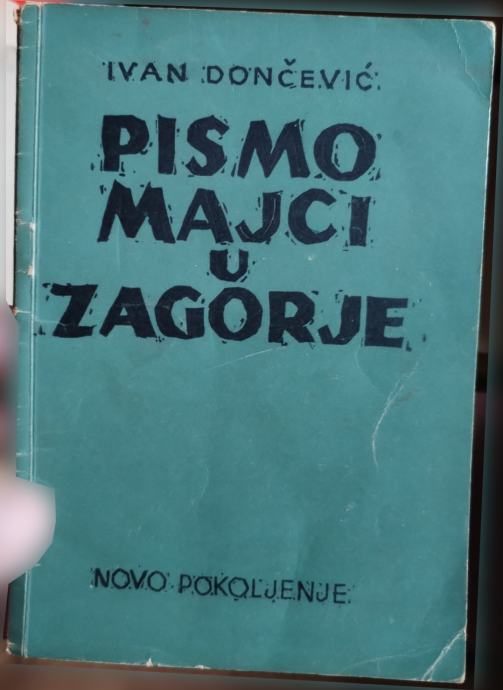 IVAN DONČEVIĆ
PISMO
MAJCI
U
ZAGORJE
NOVO POKOLJENJE